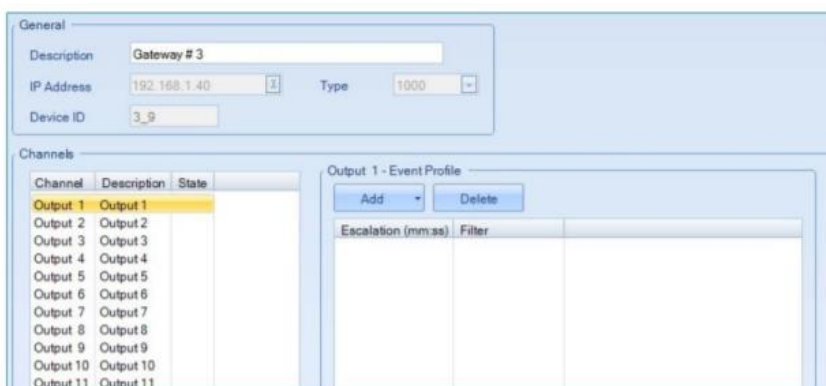 General
Description Gateway # 3
IP Address 192.168.1.40 Type 1000
Device ID 3_9
Channels
Channel Description State
Output 1 Output 1
Output 2 Output 2
Output 3 Output 3
Output 4 Output 4
Output 5 Output 5
Output 6 Output 6
Output 7 Output 7
Output 8 Output 8
Output 9 Output 9
Output 10 Output 10
Output 11 Output 11
Output 1 - Event Profile
Add Delete
Escalation (mm:ss) Filter